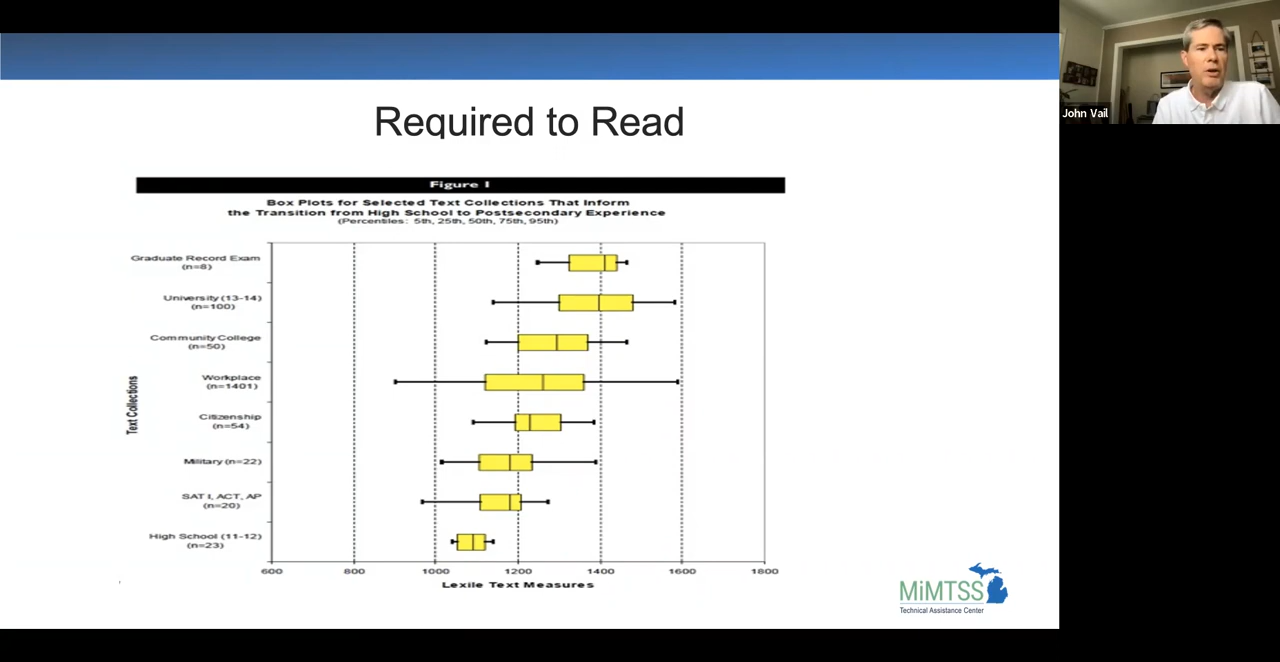 John Vail
Required to Read
Figure 1
Box Plots for Selected Text Collections That Inform
the Transition from High School to Postsecondary Experience
(Percentiles: 5th, 25th, 50th, 75th, 95th)
Text Collections
Graduate Record Exam
(n=8)
University (13-14)
(n=100)
Community College
(n=50)
Workplace
(n=1401)
Citizenship
(n=54)
Military (n=22)
SAT I, ACT, AP
(n=20)
High School (11-12)
(n=23)
600 800 1000 1200 1400 1600 1800
Lexile Text Measures
MiMTSS
Technical Assistance Center